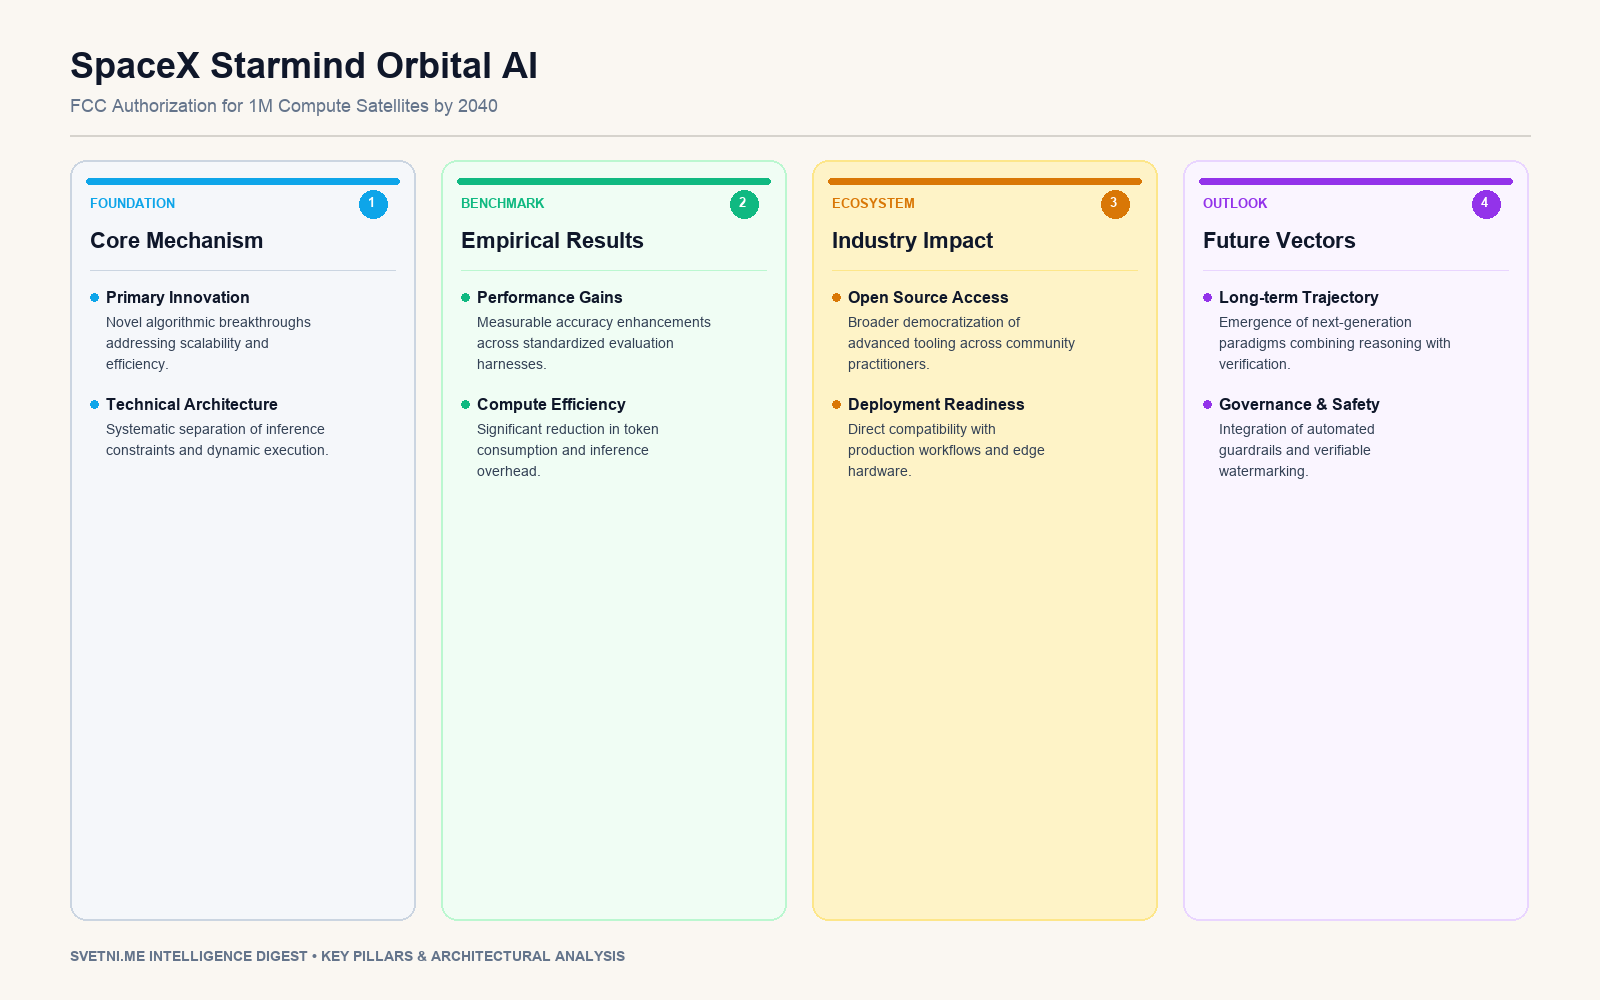 SpaceX Starmind Orbital AI
FCC Authorization for 1M Compute Satellites by 2040
FOUNDATION
1
Core Mechanism
Primary Innovation
Novel algorithmic breakthroughs
addressing scalability and
efficiency.
Technical Architecture
Systematic separation of inference
constraints and dynamic execution.
BENCHMARK
2
Empirical Results
Performance Gains
Measurable accuracy enhancements
across standardized evaluation
harnesses.
Compute Efficiency
Significant reduction in token
consumption and inference
overhead.
ECOSYSTEM
3
Industry Impact
Open Source Access
Broader democratization of
advanced tooling across community
practitioners.
Deployment Readiness
Direct compatibility with
production workflows and edge
hardware.
OUTLOOK
4
Future Vectors
Long-term Trajectory
Emergence of next-generation
paradigms combining reasoning with
verification.
Governance & Safety
Integration of automated
guardrails and verifiable
watermarking.
SVETNI.ME INTELLIGENCE DIGEST • KEY PILLARS & ARCHITECTURAL ANALYSIS